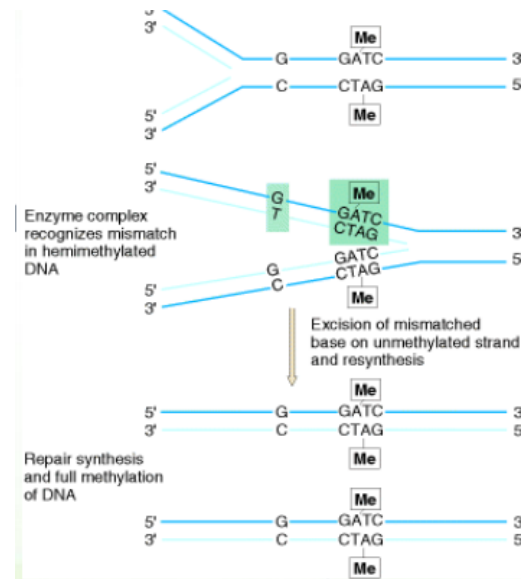 5'
3'
Me
G GATC 3'
C CTAG 5'
Me
5'
3'
5'
3'
Me
G GATC
T CTAG
3'
Enzyme complex
recognizes mismatch
in hemimethylated
DNA
G GATC
C CTAG
5'
5'
3'
Me
Excision of mismatched
base on unmethylated strand
and resynthesis
Me
5' G GATC 3'
3' C CTAG 5'
Me
Repair synthesis
and full methylation
of DNA
Me
5' G GATC 3'
3' C CTAG 5'
Me